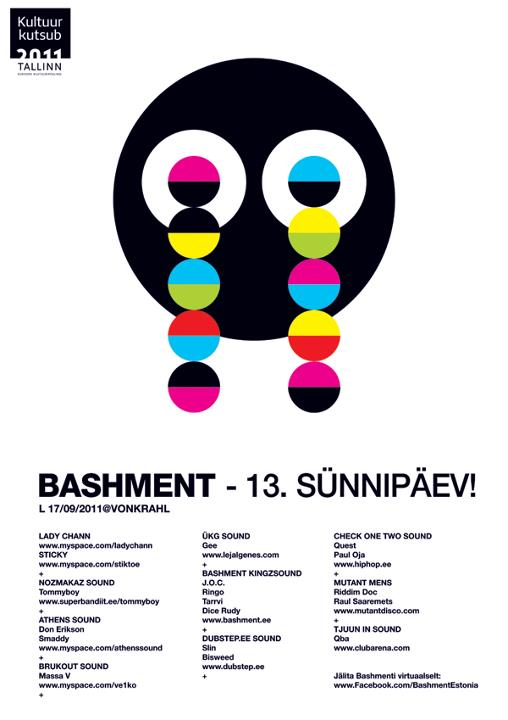 Kultuur
kutsub
2011
TALLINN
BASHMENT - 13. SÜNNIPÄEV!
L 17/09/2011@VONKRAHL
LADY CHANN
www.myspace.com/ladychann
STICKY
www.myspace.com/stiktoe
+
NOZMAKAZ SOUND
Tommyboy
www.superbandiit.ee/tommyboy
+
ATHENS SOUND
Don Erikson
Smaddy
www.myspace.com/athenssound
+
BRUKOUT SOUND
Massa V
www.myspace.com/ve1ko
+
ÜKG SOUND
Gee
www.lejalgenes.com
+
BASHMENT KINGZSOUND
J.O.C.
Ringo
Tarrvi
Dice Rudy
www.bashment.ee
+
DUBSTEP.EE SOUND
Slin
Bisweed
www.dubstep.ee
+
CHECK ONE TWO SOUND
Quest
Paul Oja
www.hiphop.ee
+
MUTANT MENS
Riddim Doc
Raul Saaremets
www.mutantdisco.com
+
TJUUN IN SOUND
Qba
www.clubarena.com
Jälita Bashmenti virtuaalselt:
www.Facebook.com/BashmentEstonia